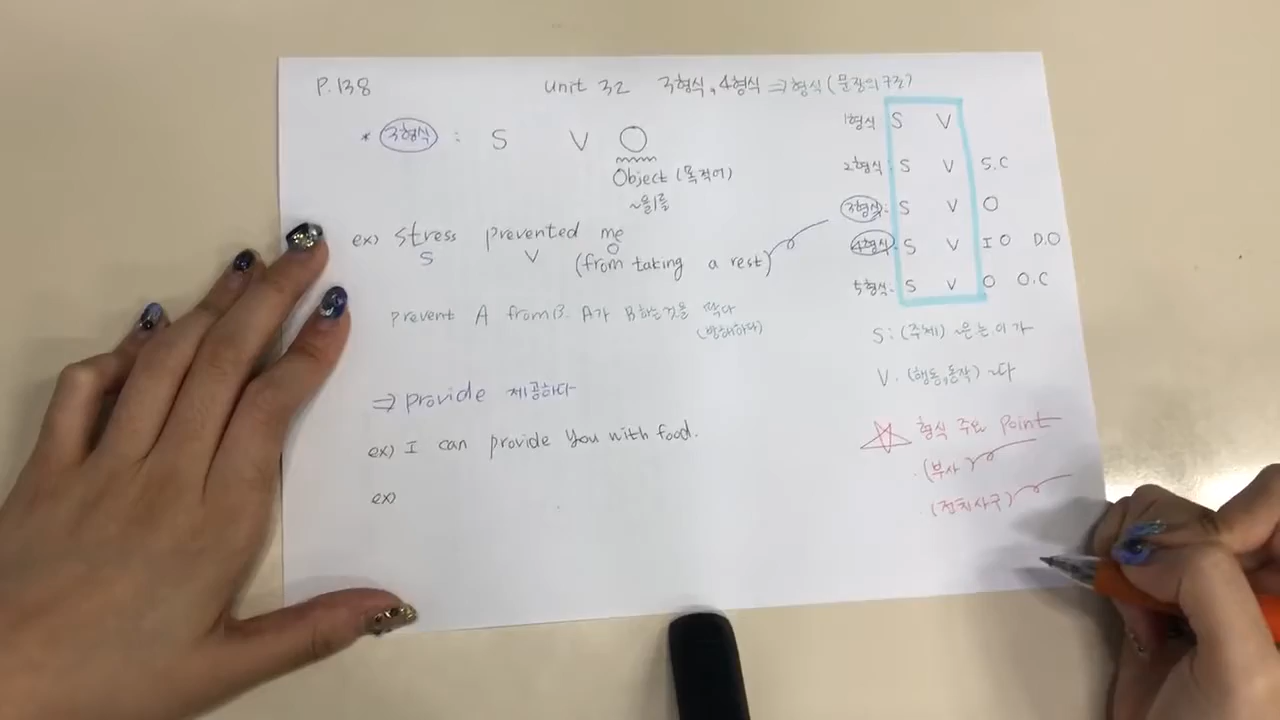 P.138
unit 32 3형식, 4형식 ⇒ 형식 (문장의 구조)
* 3형식 : S V O
Object (목적어)
~을/를
ex) stress prevented me
S V O
(from taking a rest)
prevent A from B. A가 B하는것을 막다
(방해하다)
⇒ provide 제공하다
ex) I can provide you with food.
ex)
1형식 S V
2형식: S V S.C
3형식: S V O
4형식: S V I O D.O
5형식. S V O O.C
S: (주체) ~은 는 이 가
V. (행동, 동작) ~다
☆ 형식 주요 Point
. (부사)
. (전치사구)